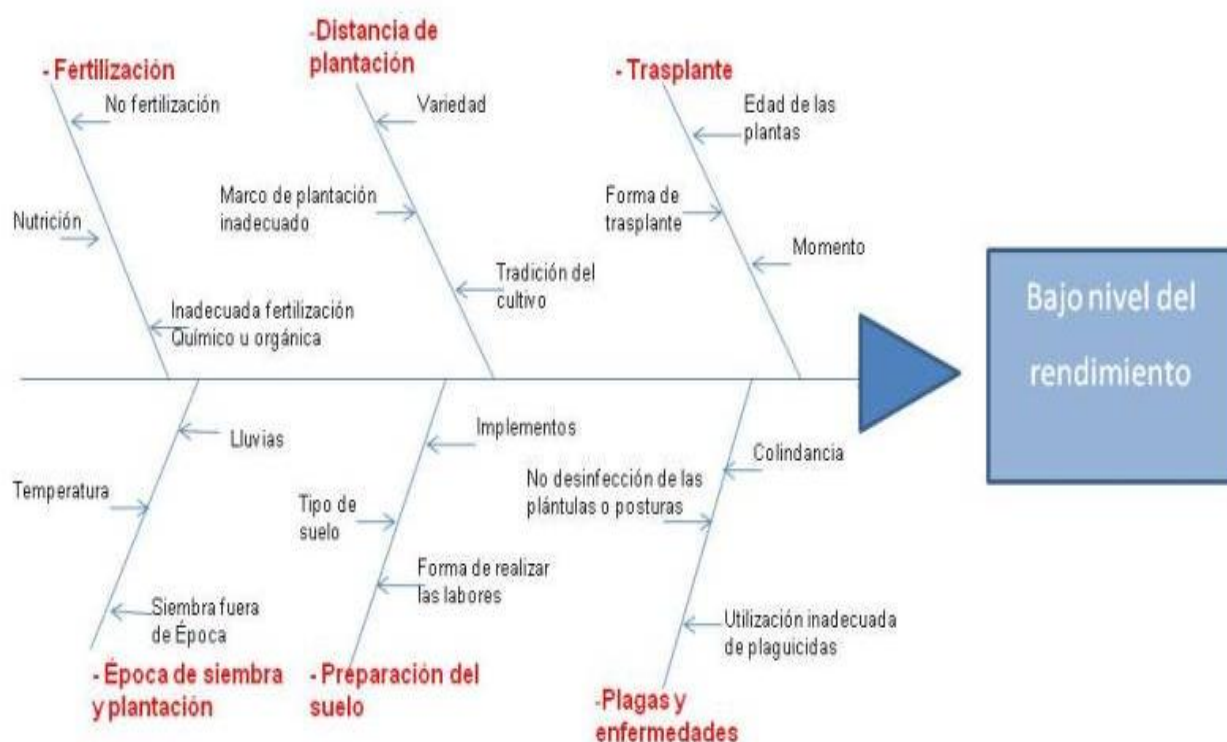 - Fertilización
No fertilización
Nutrición
Inadecuada fertilización
Químico u orgánica
-Distancia de
plantación
Variedad
Marco de plantación
inadecuado
Tradición del
cultivo
- Trasplante
Edad de las
plantas
Forma de
trasplante
Momento
Bajo nivel del
rendimiento
Lluvias
Temperatura
Siembra fuera
de Época
- Época de siembra
y plantación
Implementos
Tipo de
suelo
Forma de realizar
las labores
- Preparación del
suelo
Colindancia
No desinfección de las
plántulas o posturas
Utilización inadecuada
de plaguicidas
-Plagas y
enfermedades